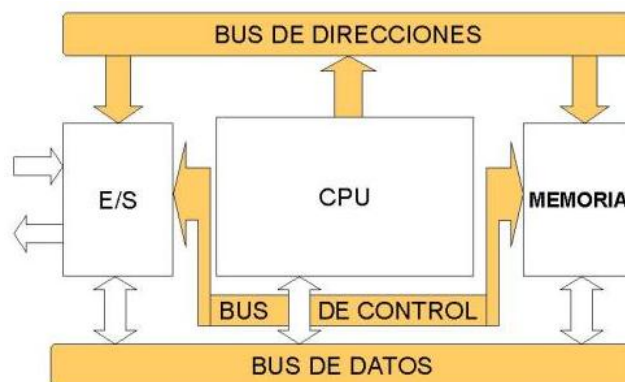 BUS DE DIRECCIONES
E/S
CPU
MEMORIA
BUS DE CONTROL
BUS DE DATOS